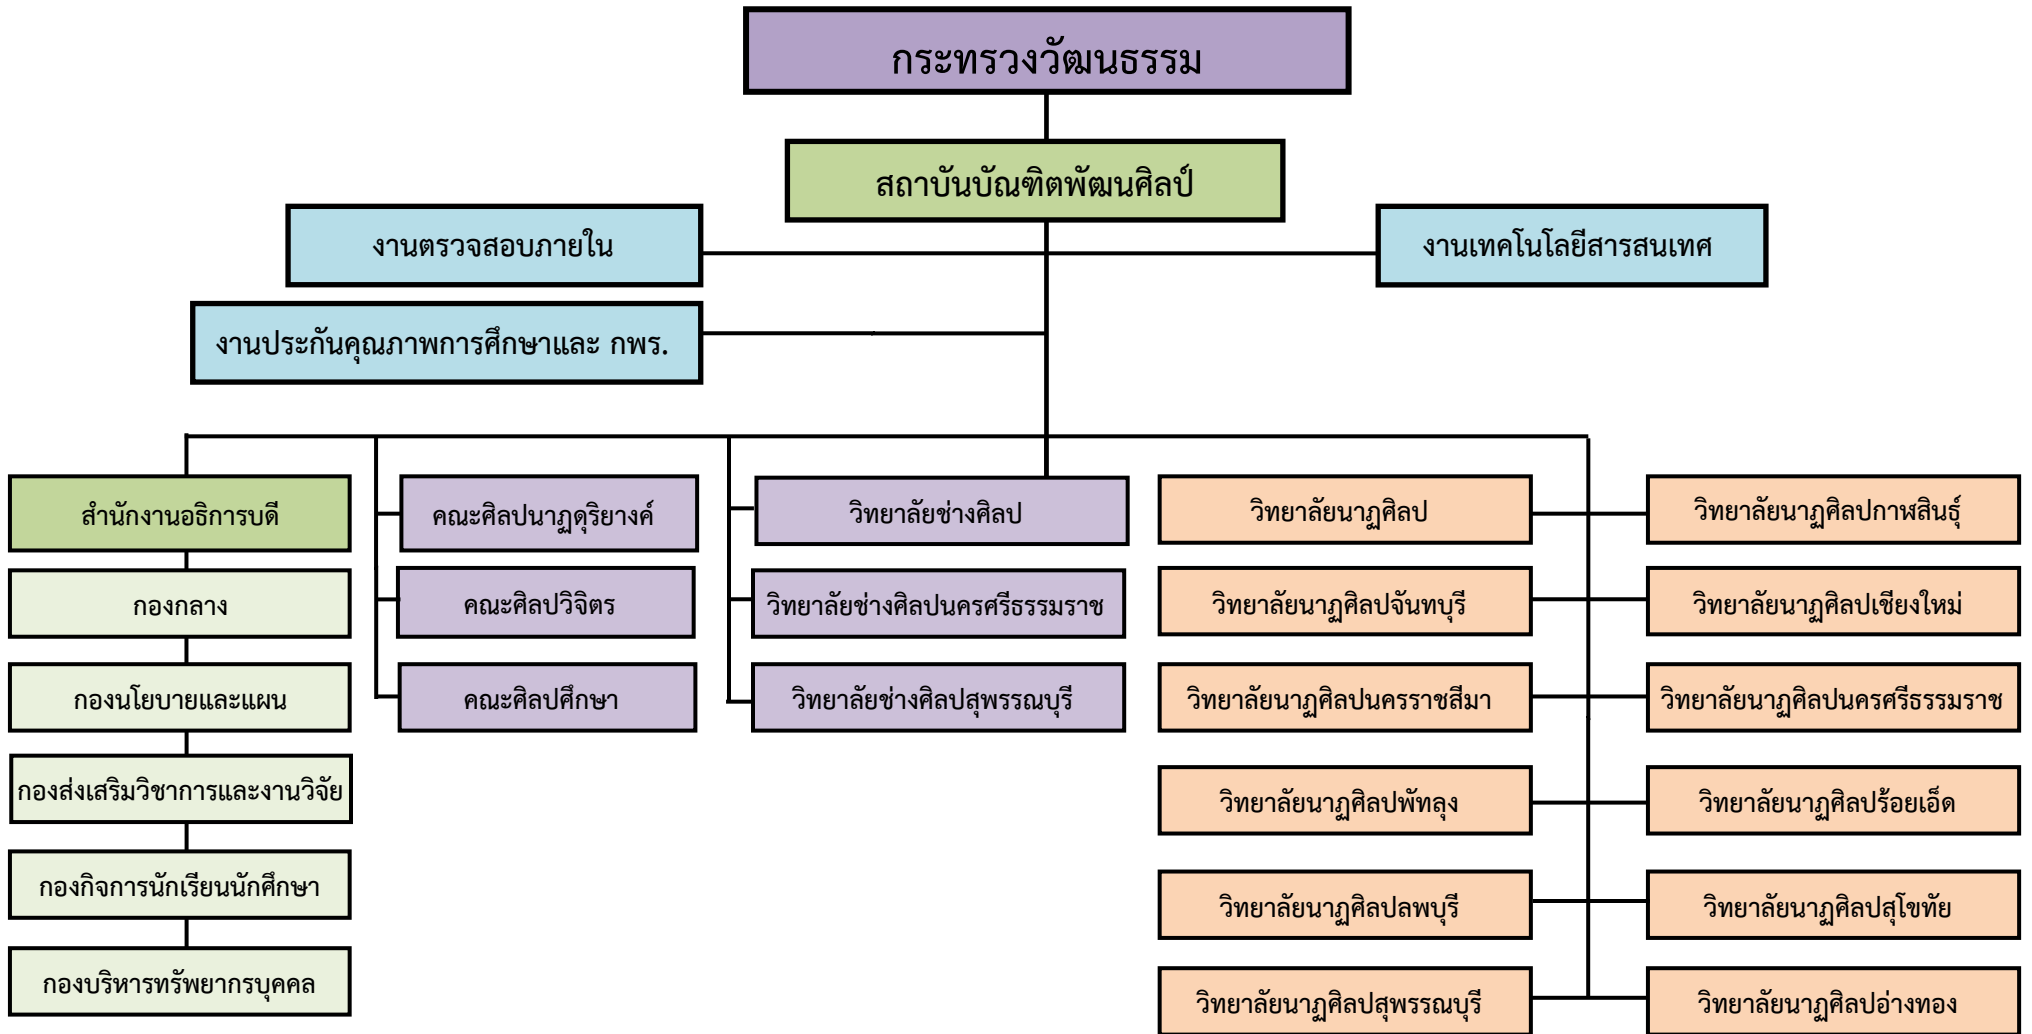 กระทรวงวัฒนธรรม
สถาบันบัณฑิตพัฒนศิลป์
งานตรวจสอบภายใน
งานเทคโนโลยีสารสนเทศ
งานประกันคุณภาพการศึกษาและ กพร.
สำนักงานอธิการบดี
กองกลาง
กองนโยบายและแผน
กองส่งเสริมวิชาการและงานวิจัย
กองกิจการนักเรียนนักศึกษา
กองบริหารทรัพยากรบุคคล
คณะศิลปนาฏดุริยางค์
คณะศิลปวิจิตร
คณะศิลปศึกษา
วิทยาลัยช่างศิลป
วิทยาลัยช่างศิลปนครศรีธรรมราช
วิทยาลัยช่างศิลปสุพรรณบุรี
วิทยาลัยนาฏศิลป
วิทยาลัยนาฏศิลปจันทบุรี
วิทยาลัยนาฏศิลปนครราชสีมา
วิทยาลัยนาฏศิลปพัทลุง
วิทยาลัยนาฏศิลปลพบุรี
วิทยาลัยนาฏศิลปสุพรรณบุรี
วิทยาลัยนาฏศิลปกาฬสินธุ์
วิทยาลัยนาฏศิลปเชียงใหม่
วิทยาลัยนาฏศิลปนครศรีธรรมราช
วิทยาลัยนาฏศิลปร้อยเอ็ด
วิทยาลัยนาฏศิลปสุโขทัย
วิทยาลัยนาฏศิลปอ่างทอง